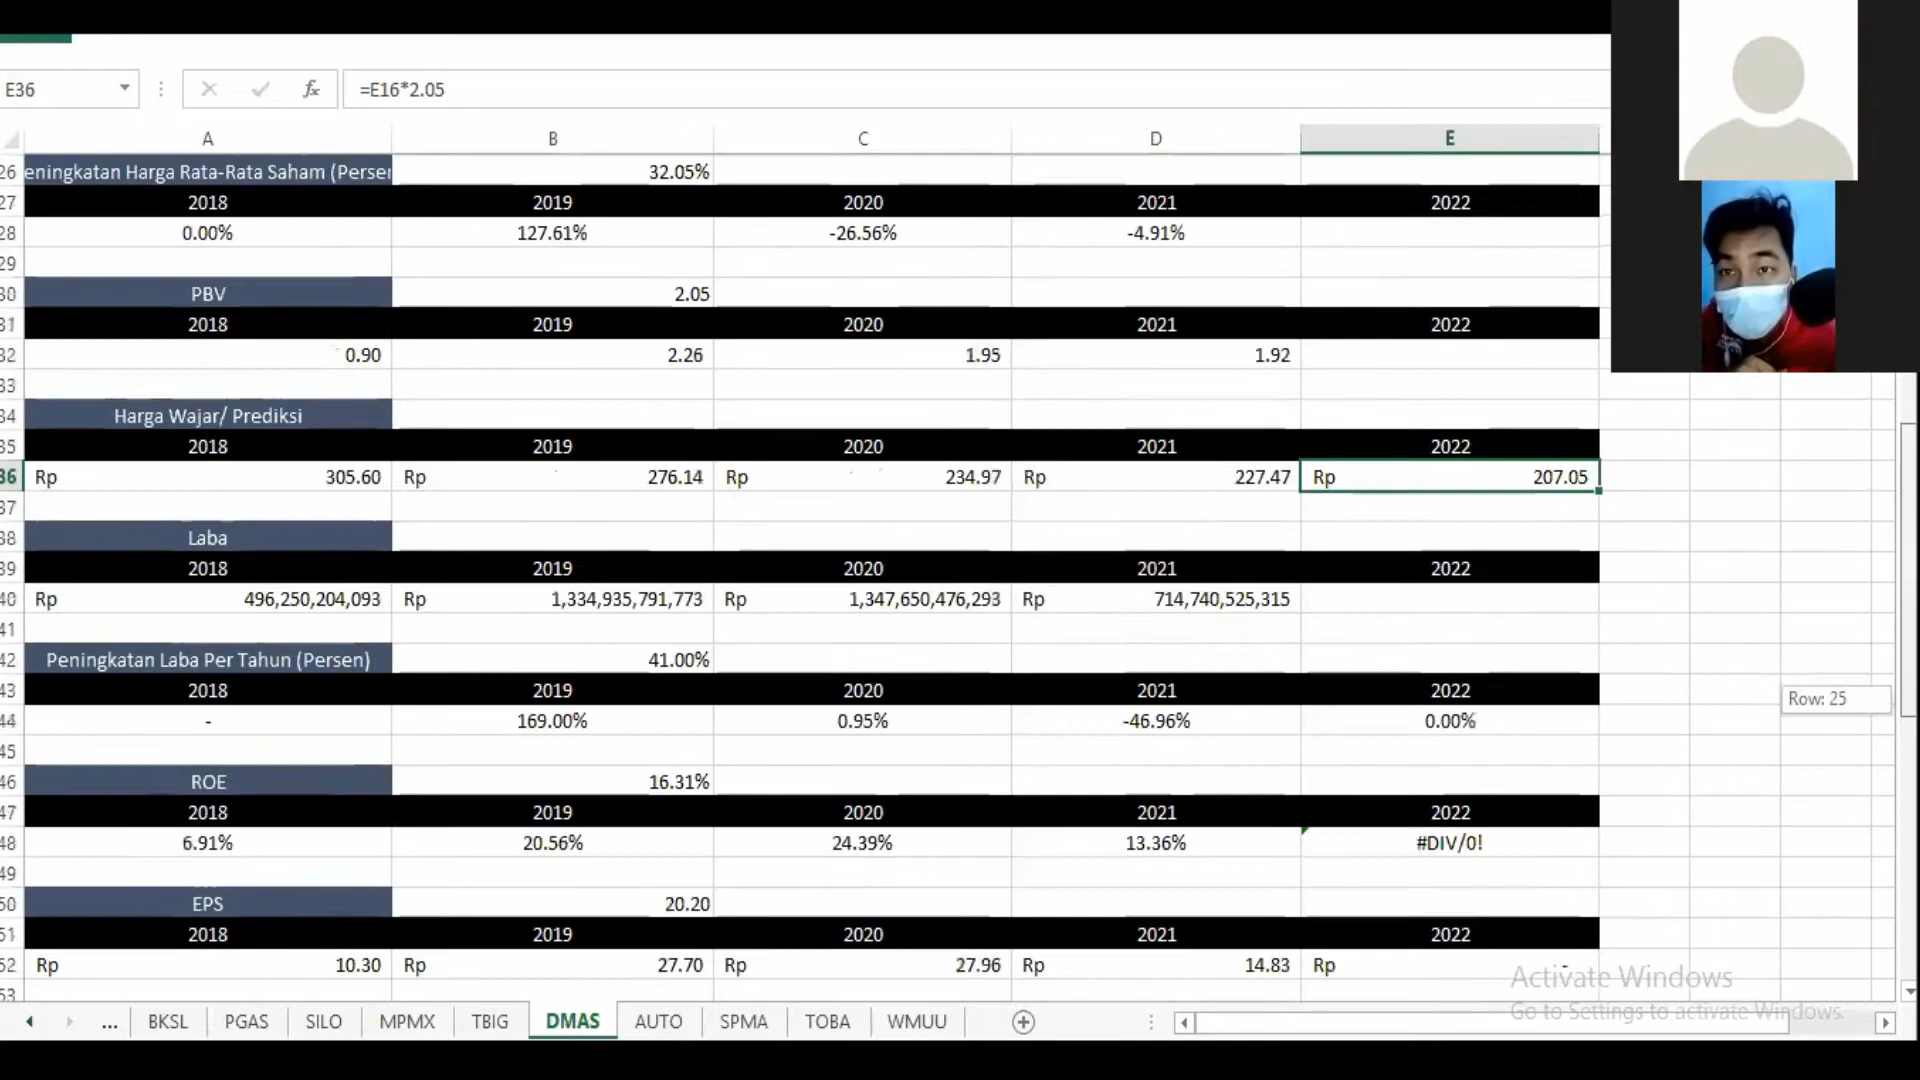 E36 fx =E16*2.05
A B C D E
26 eningkatan Harga Rata-Rata Saham (Perser 32.05%
27 2018 2019 2020 2021 2022
28 0.00% 127.61% -26.56% -4.91%
29
30 PBV 2.05
31 2018 2019 2020 2021 2022
32 0.90 2.26 1.95 1.92
33
34 Harga Wajar/ Prediksi
35 2018 2019 2020 2021 2022
36 Rp 305.60 Rp 276.14 Rp 234.97 Rp 227.47 Rp 207.05
37
38 Laba
39 2018 2019 2020 2021 2022
40 Rp 496,250,204,093 Rp 1,334,935,791,773 Rp 1,347,650,476,293 Rp 714,740,525,315
41
42 Peningkatan Laba Per Tahun (Persen) 41.00%
43 2018 2019 2020 2021 2022
Row: 25
44 - 169.00% 0.95% -46.96% 0.00%
45
46 ROE 16.31%
47 2018 2019 2020 2021 2022
48 6.91% 20.56% 24.39% 13.36% #DIV/0!
49
50 EPS 20.20
51 2018 2019 2020 2021 2022
52 Rp 10.30 Rp 27.70 Rp 27.96 Rp 14.83 Rp -
Activate Windows
53
Go to Settings to activate Windows.
... BKSL PGAS SILO MPMX TBIG DMAS AUTO SPMA TOBA WMUU